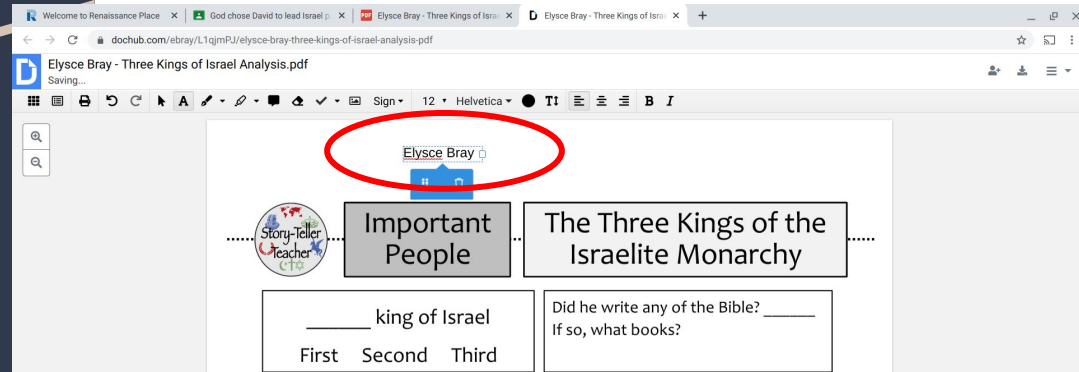 Welcome to Renaissance Place
God chose David to lead Israel p
PDF Elysce Bray - Three Kings of Israe
Elysce Bray - Three Kings of Israe
dochub.com/ebray/L1qjmPJ/elysce-bray-three-kings-of-israel-analysis-pdf
Elysce Bray - Three Kings of Israel Analysis.pdf
Saving...
A Sign 12 Helvetica B I
Elysce Bray
Story-Teller
Teacher
Important
People
The Three Kings of the
Israelite Monarchy
______ king of Israel
First Second Third
Did he write any of the Bible? ______
If so, what books?